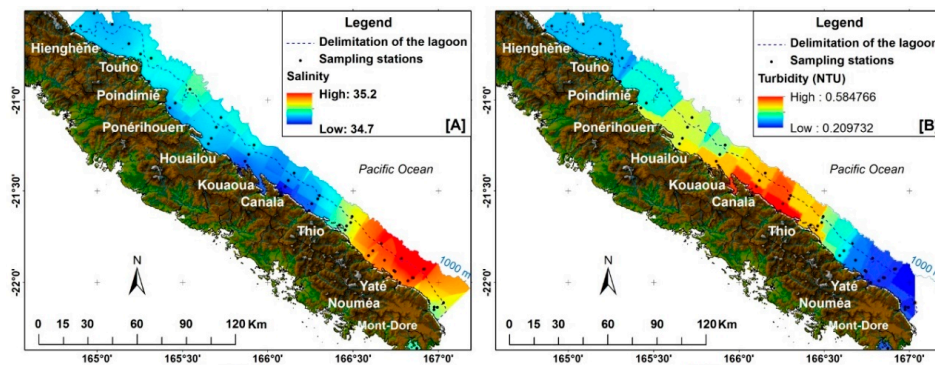 Legend
Delimitation of the lagoon
Sampling stations
Salinity
High: 35.2
Low: 34.7
[A]
Hienghène
Touho
Poindimié
Ponérihouen
Houailou
Kouaoua
Canala
Thio
Yaté
Nouméa
Mont-Dore
Pacific Ocean
1000 m
N
0 15 30 60 90 120 Km
-21°0'
-21°30'
-22°0'
165°0' 165°30' 166°0' 166°30' 167°0'
Legend
Delimitation of the lagoon
Sampling stations
Turbidity (NTU)
High : 0.584766
Low : 0.209732
[B]
Hienghène
Touho
Poindimié
Ponérihouen
Houailou
Kouaoua
Canala
Thio
Yaté
Nouméa
Mont-Dore
Pacific Ocean
1000 m
N
0 15 30 60 90 120 Km
-21°0'
-21°30'
-22°0'
165°0' 165°30' 166°0' 166°30' 167°0'